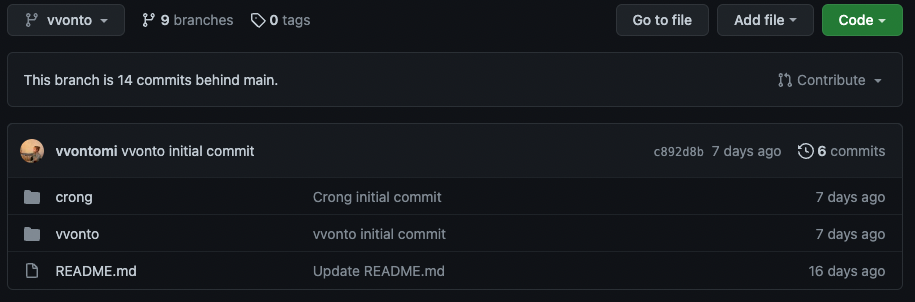 vvonto 9 branches 0 tags Go to file Add file Code
This branch is 14 commits behind main. Contribute
vvontomi vvonto initial commit c892d8b 7 days ago 6 commits
crong Crong initial commit 7 days ago
vvonto vvonto initial commit 7 days ago
README.md Update README.md 16 days ago